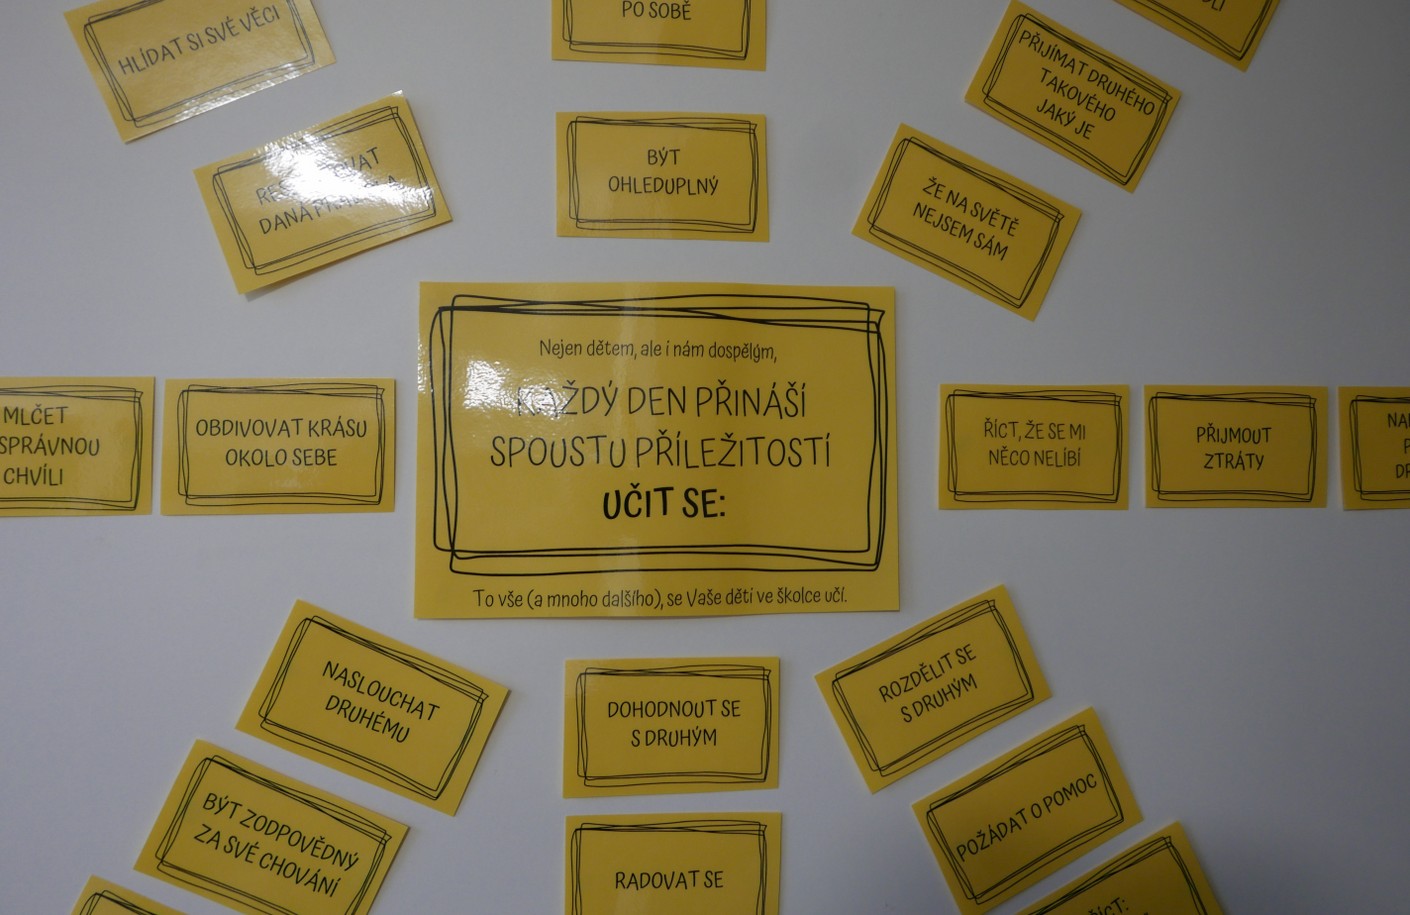 HLÍDAT SI SVÉ VĚCI
PO SOBĚ
PŘIJÍMAT DRUHÉHO
TAKOVÉHO
JAKÝ JE
DANÁ
BÝT
OHLEDUPLNÝ
ŽE NA SVĚTĚ
NEJSEM SÁM
Nejen dětem, ale i nám dospělým,
KAŽDÝ DEN PŘINÁŠÍ
SPOUSTU PŘÍLEŽITOSTÍ
UČIT SE:
To vše (a mnoho dalšího), se Vaše děti ve školce učí.
MLČET
SPRÁVNOU
CHVÍLI
OBDIVOVAT KRÁSU
OKOLO SEBE
ŘÍCT, ŽE SE MI
NĚCO NELÍBÍ
PŘIJMOUT
ZTRÁTY
NASLOUCHAT
DRUHÉMU
DOHODNOUT SE
S DRUHÝM
ROZDĚLIT SE
S DRUHÝM
BÝT ZODPOVĚDNÝ
ZA SVÉ CHOVÁNÍ
RADOVAT SE
POŽÁDAT O POMOC